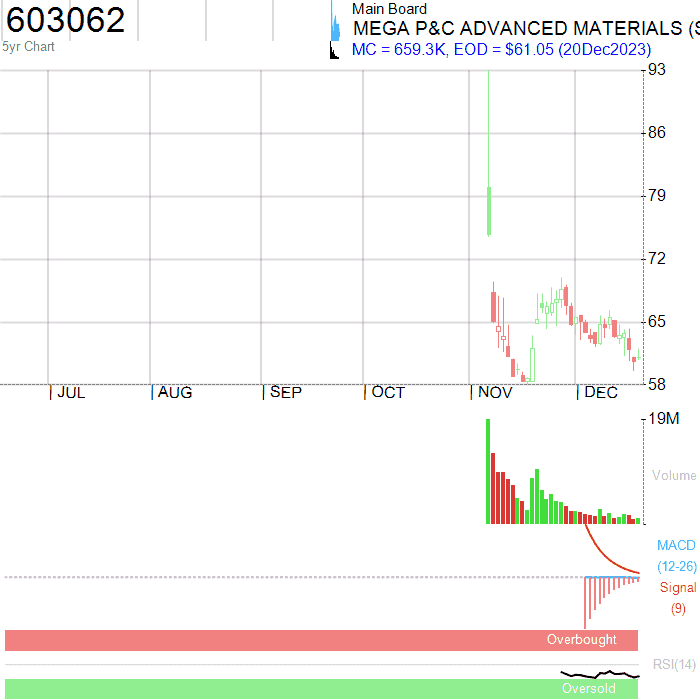 603062
5yr Chart
Main Board
MEGA P&C ADVANCED MATERIALS (S
MC = 659.3K, EOD = $61.05 (20Dec2023)
93
86
79
72
65
58
JUL AUG SEP OCT NOV DEC
19M
Volume
MACD
(12-26)
Signal
(9)
Overbought
RSI(14)
Oversold